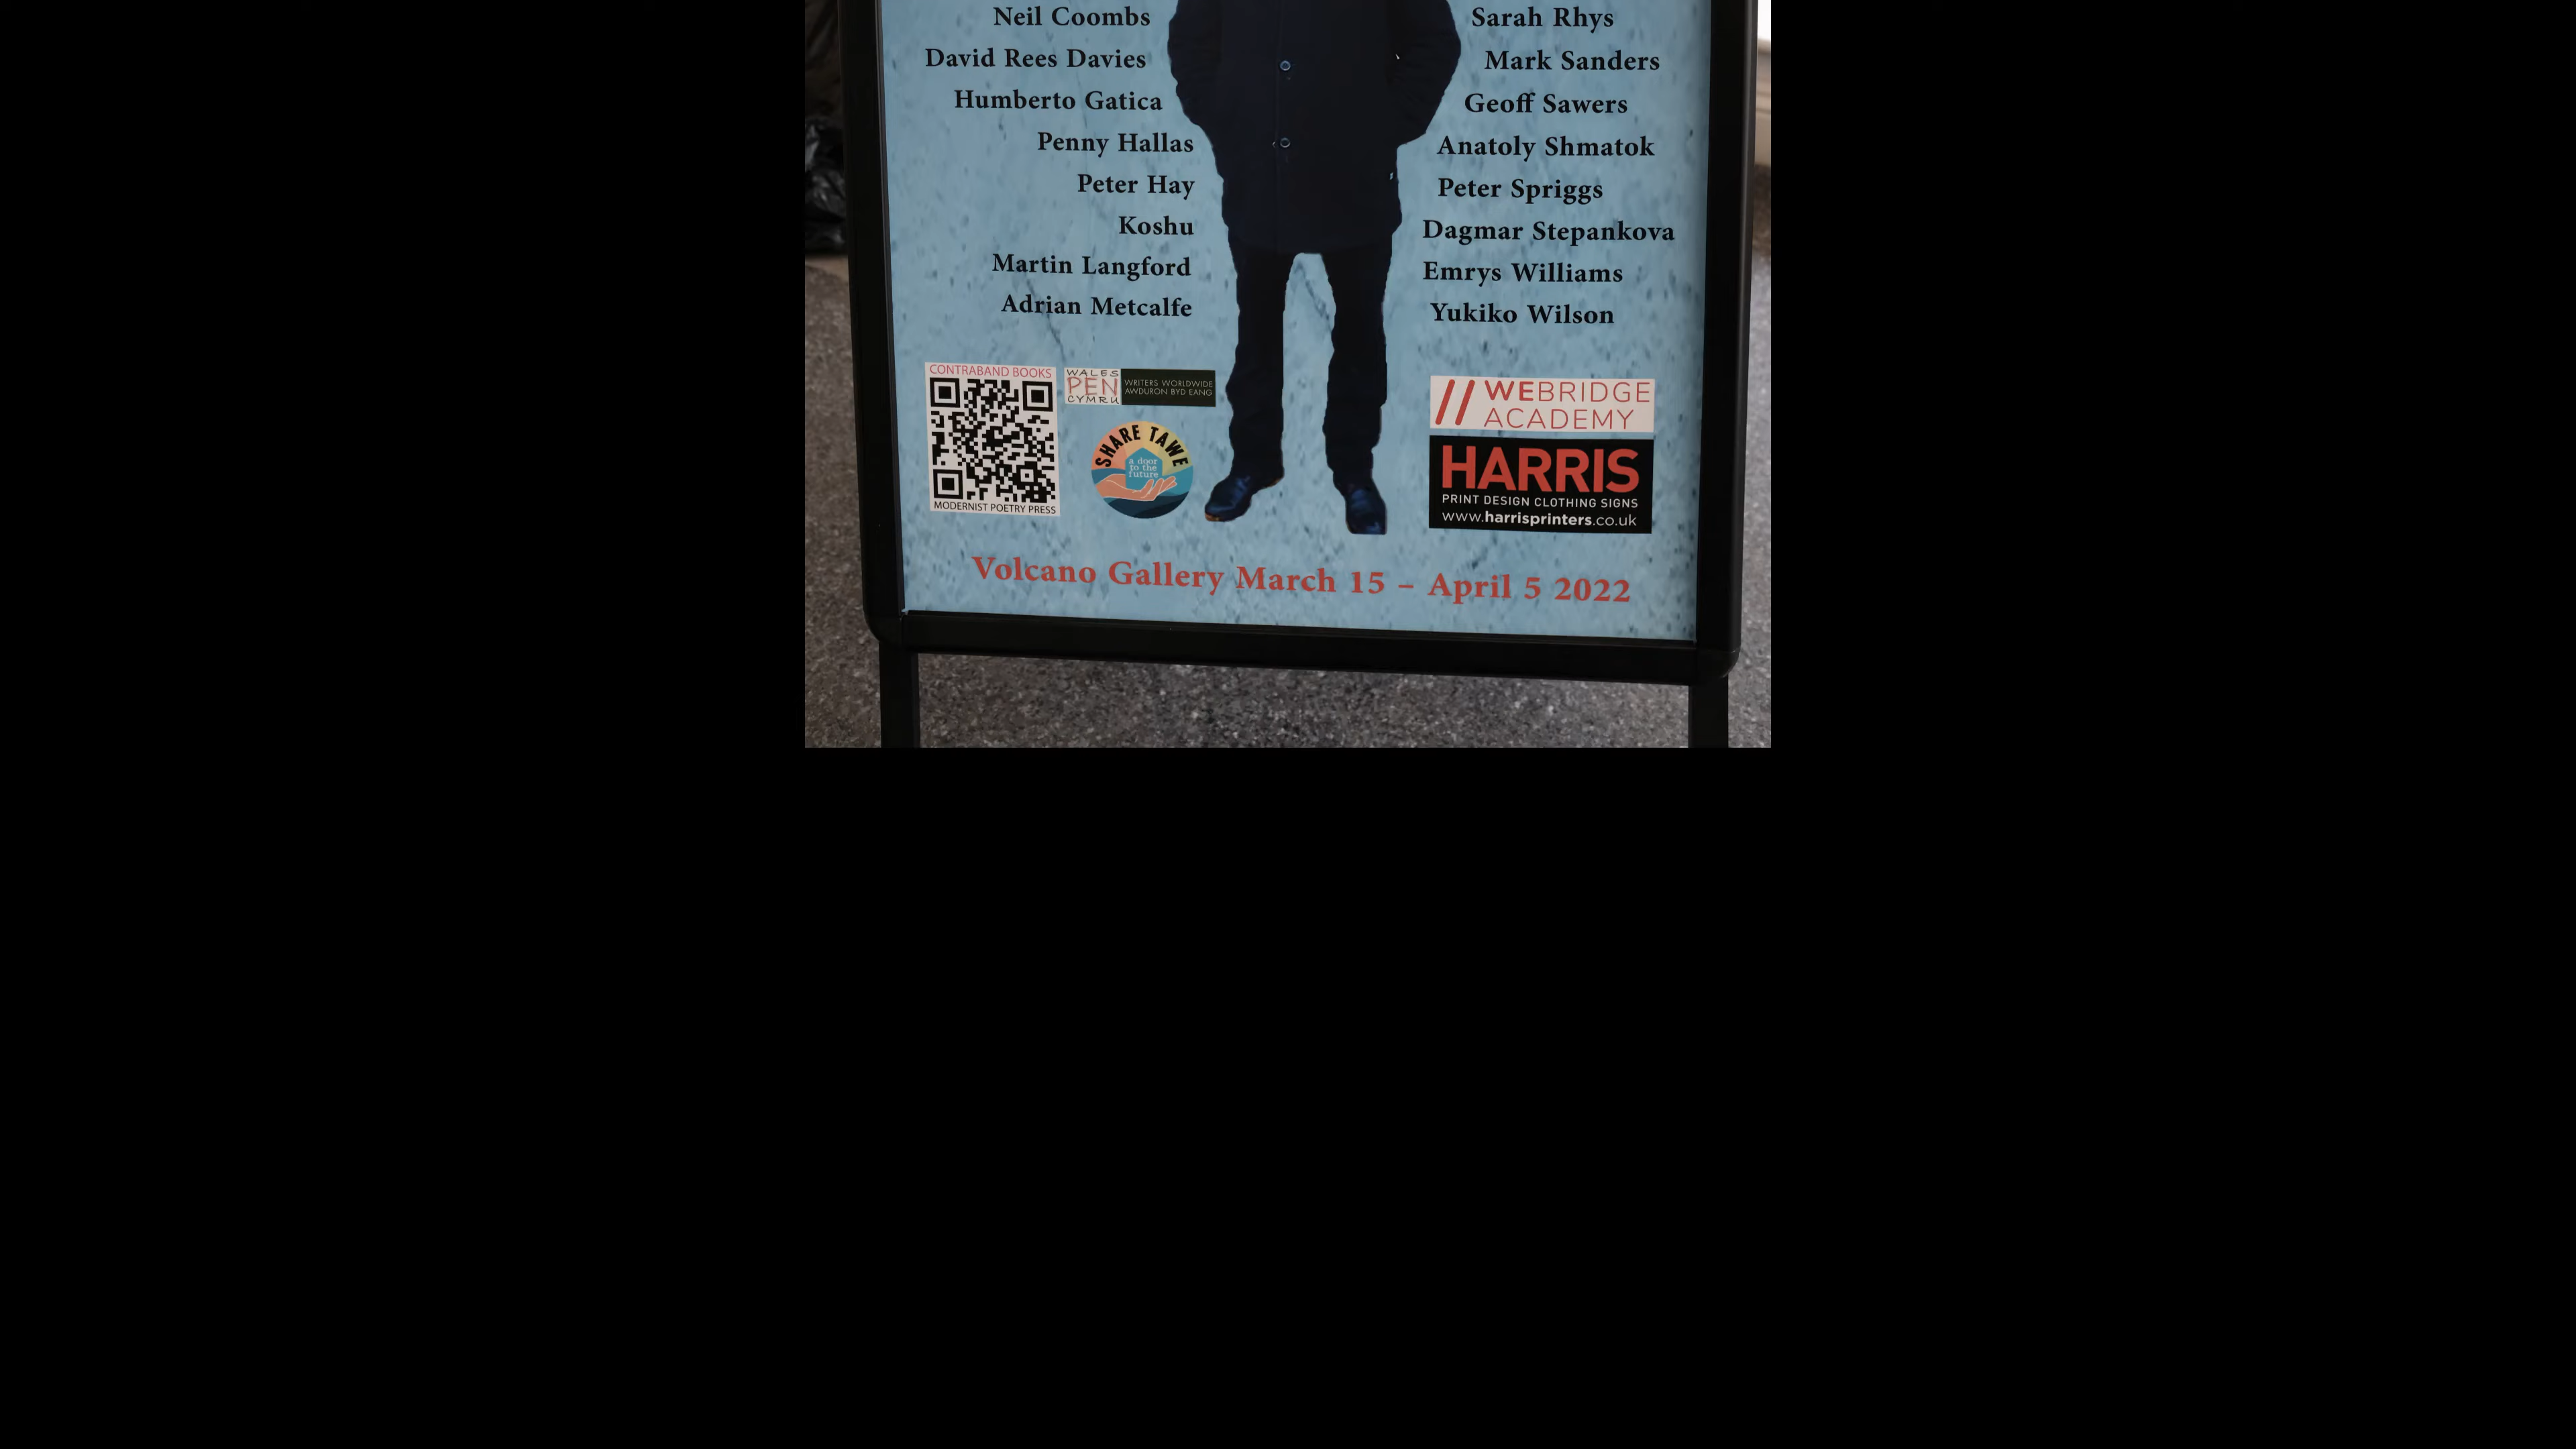 Neil Coombs
David Rees Davies
Humberto Gatica
Penny Hallas
Peter Hay
Koshu
Martin Langford
Adrian Metcalfe
Sarah Rhys
Mark Sanders
Geoff Sawers
Anatoly Shmatok
Peter Spriggs
Dagmar Stepankova
Emrys Williams
Yukiko Wilson
CONTRABAND BOOKS
MODERNIST POETRY PRESS
WALES
PEN
CYMRU
WRITERS WORLDWIDE
AWDURON BYD EANG
SHARE TAWE
a door
to the
future
// WEBRIDGE
ACADEMY
HARRIS
PRINT DESIGN CLOTHING SIGNS
www.harrisprinters.co.uk
Volcano Gallery March 15 – April 5 2022